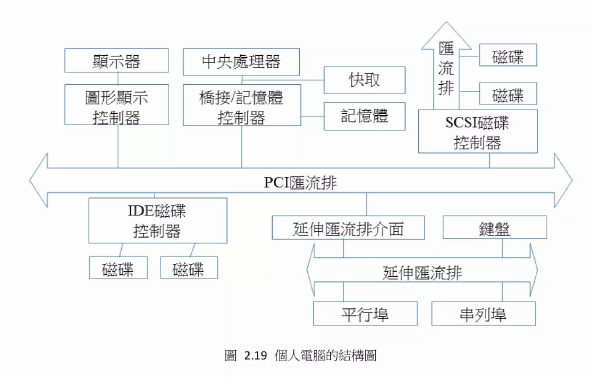 顯示器
圖形顯示
控制器
中央處理器
橋接/記憶體
控制器
快取
記憶體
匯
流
排
磁碟
磁碟
SCSI磁碟
控制器
PCI匯流排
IDE磁碟
控制器
磁碟
磁碟
延伸匯流排介面
鍵盤
延伸匯流排
平行埠
串列埠
圖 2.19 個人電腦的結構圖